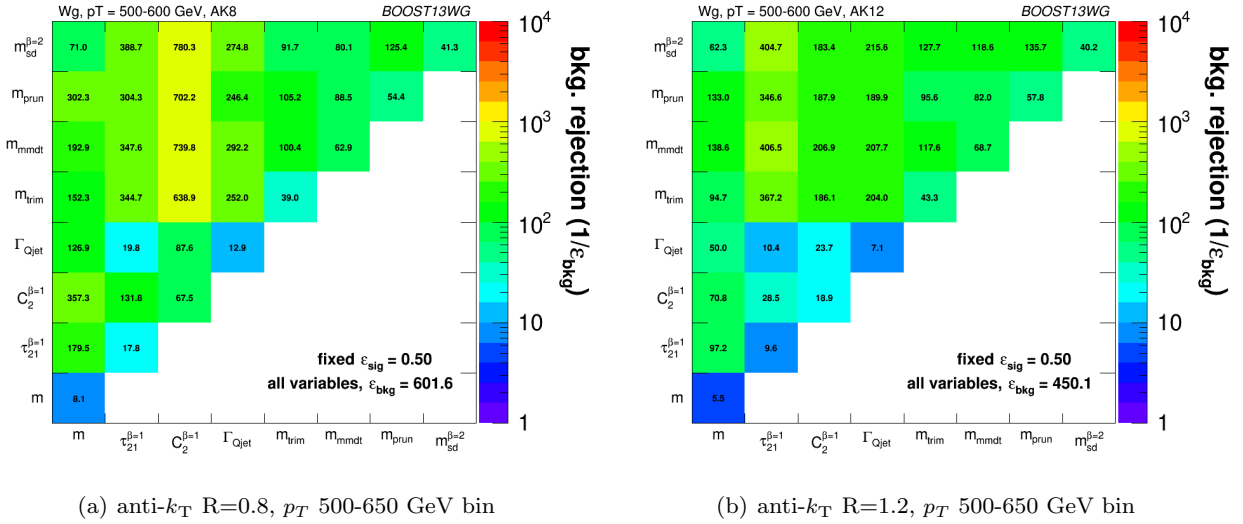 Wg, pT = 500-600 GeV, AK8 BOOST13WG
m_sd^β=2 71.0 388.7 780.3 274.8 91.7 80.1 125.4 41.3
m_prun 302.3 304.3 702.2 246.4 105.2 88.5 54.4
m_mmdt 192.9 347.6 739.8 292.2 100.4 62.9
m_trim 152.3 344.7 638.9 252.0 39.0
Γ_Qjet 126.9 19.8 87.6 12.9
C_2^β=1 357.3 131.8 67.5
τ_21^β=1 179.5 17.8
m 8.1
fixed ε_sig = 0.50
all variables, ε_bkg = 601.6
m τ_21^β=1 C_2^β=1 Γ_Qjet m_trim m_mmdt m_prun m_sd^β=2
10^4
10^3
10^2
10
1
bkg. rejection (1/ε_bkg)
(a) anti-k_T R=0.8, p_T 500-650 GeV bin
Wg, pT = 500-600 GeV, AK12 BOOST13WG
m_sd^β=2 62.3 404.7 183.4 215.6 127.7 118.6 135.7 40.2
m_prun 133.0 346.6 187.9 189.9 95.6 82.0 57.8
m_mmdt 138.6 406.5 206.9 207.7 117.6 68.7
m_trim 94.7 367.2 186.1 204.0 43.3
Γ_Qjet 50.0 10.4 23.7 7.1
C_2^β=1 70.8 28.5 18.9
τ_21^β=1 97.2 9.6
m 5.5
fixed ε_sig = 0.50
all variables, ε_bkg = 450.1
m τ_21^β=1 C_2^β=1 Γ_Qjet m_trim m_mmdt m_prun m_sd^β=2
10^4
10^3
10^2
10
1
bkg. rejection (1/ε_bkg)
(b) anti-k_T R=1.2, p_T 500-650 GeV bin